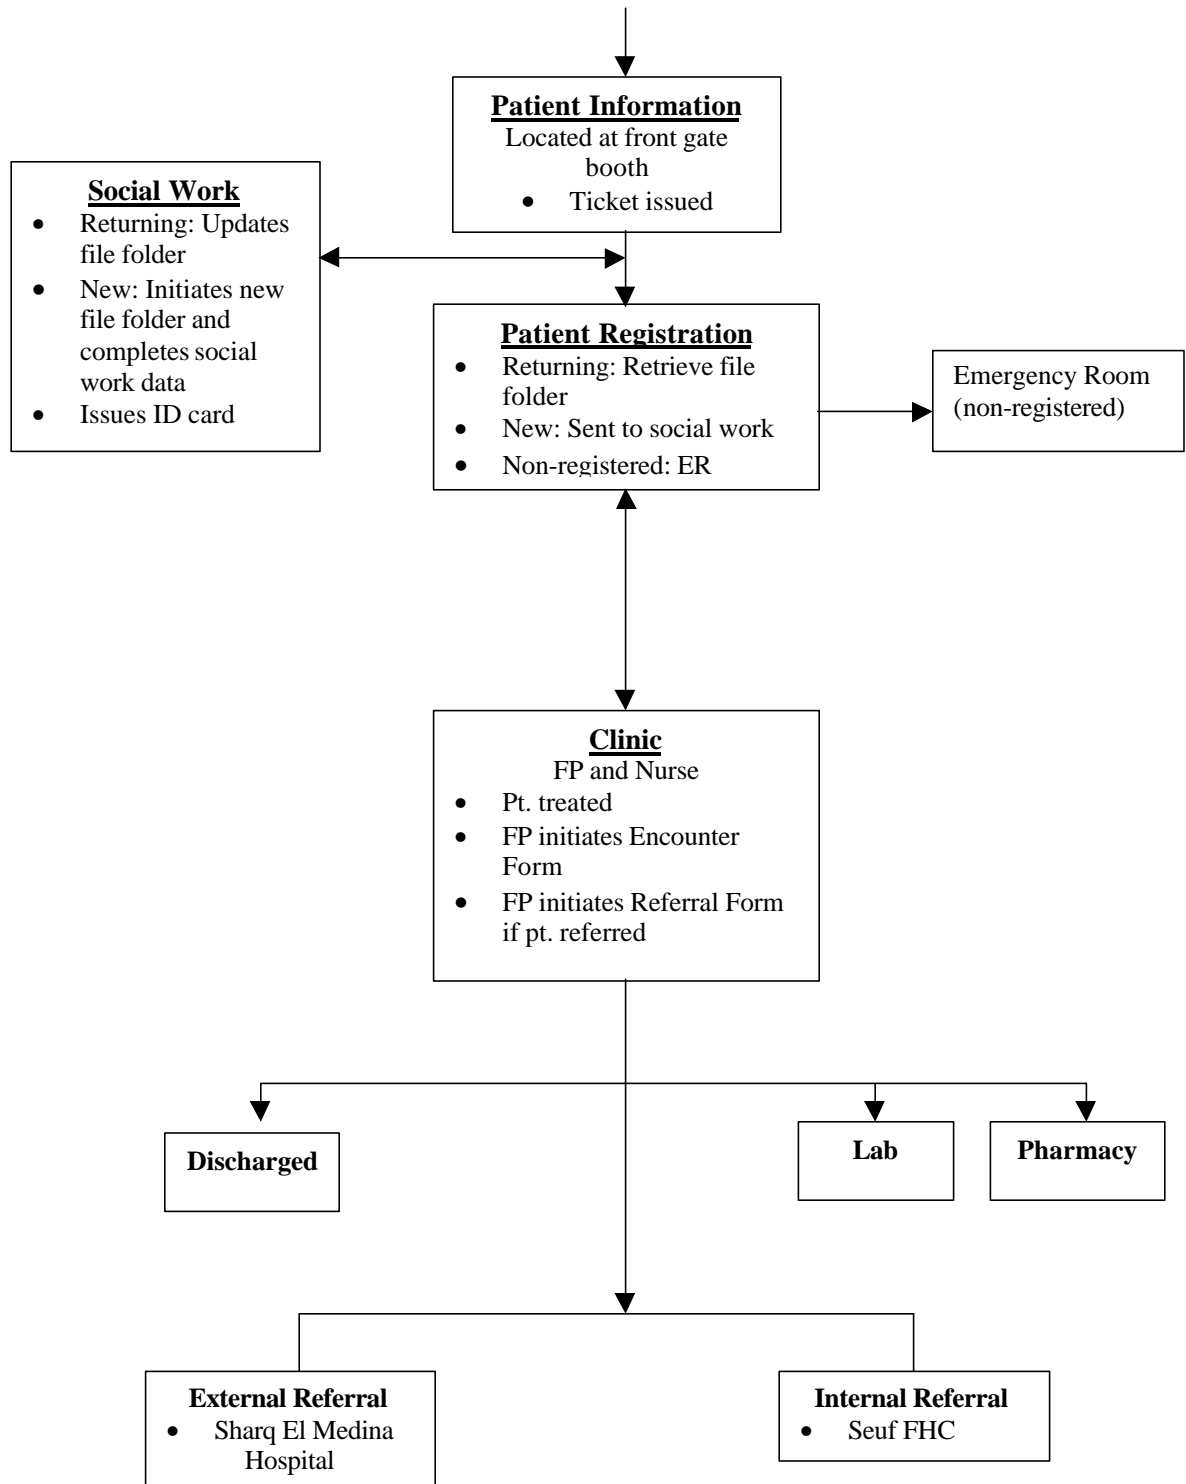 Patient Information
Located at front gate
booth
• Ticket issued
Social Work
• Returning: Updates
file folder
• New: Initiates new
file folder and
completes social
work data
• Issues ID card
Patient Registration
• Returning: Retrieve file
folder
• New: Sent to social work
• Non-registered: ER
Emergency Room
(non-registered)
Clinic
FP and Nurse
• Pt. treated
• FP initiates Encounter
Form
• FP initiates Referral Form
if pt. referred
Discharged
Lab
Pharmacy
External Referral
• Sharq El Medina
Hospital
Internal Referral
• Seuf FHC